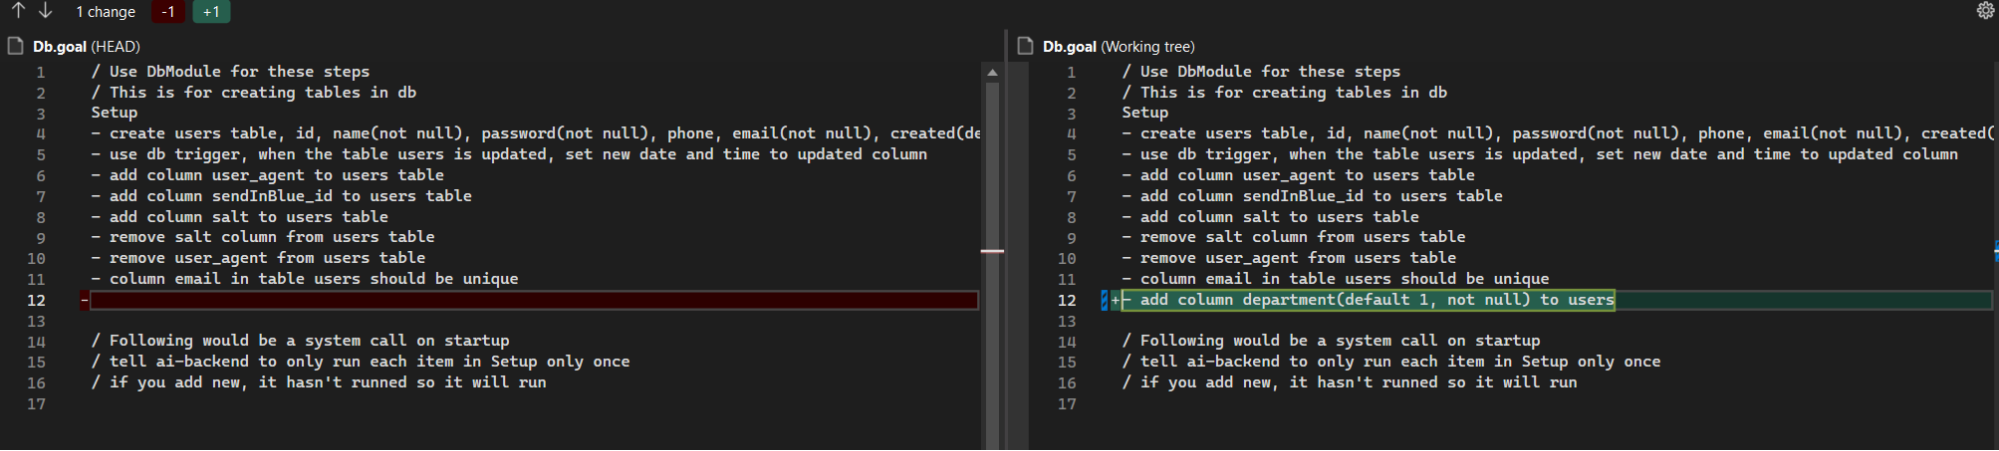 1 change -1 +1
Db.goal (HEAD)
1 / Use DbModule for these steps
2 / This is for creating tables in db
3 Setup
4 - create users table, id, name(not null), password(not null), phone, email(not null), created(de
5 - use db trigger, when the table users is updated, set new date and time to updated column
6 - add column user_agent to users table
7 - add column sendInBlue_id to users table
8 - add column salt to users table
9 - remove salt column from users table
10 - remove user_agent from users table
11 - column email in table users should be unique
12 -
13
14 / Following would be a system call on startup
15 / tell ai-backend to only run each item in Setup only once
16 / if you add new, it hasn't runned so it will run
17
Db.goal (Working tree)
1 / Use DbModule for these steps
2 / This is for creating tables in db
3 Setup
4 - create users table, id, name(not null), password(not null), phone, email(not null), created(
5 - use db trigger, when the table users is updated, set new date and time to updated column
6 - add column user_agent to users table
7 - add column sendInBlue_id to users table
8 - add column salt to users table
9 - remove salt column from users table
10 - remove user_agent from users table
11 - column email in table users should be unique
12 +- add column department(default 1, not null) to users
13
14 / Following would be a system call on startup
15 / tell ai-backend to only run each item in Setup only once
16 / if you add new, it hasn't runned so it will run
17